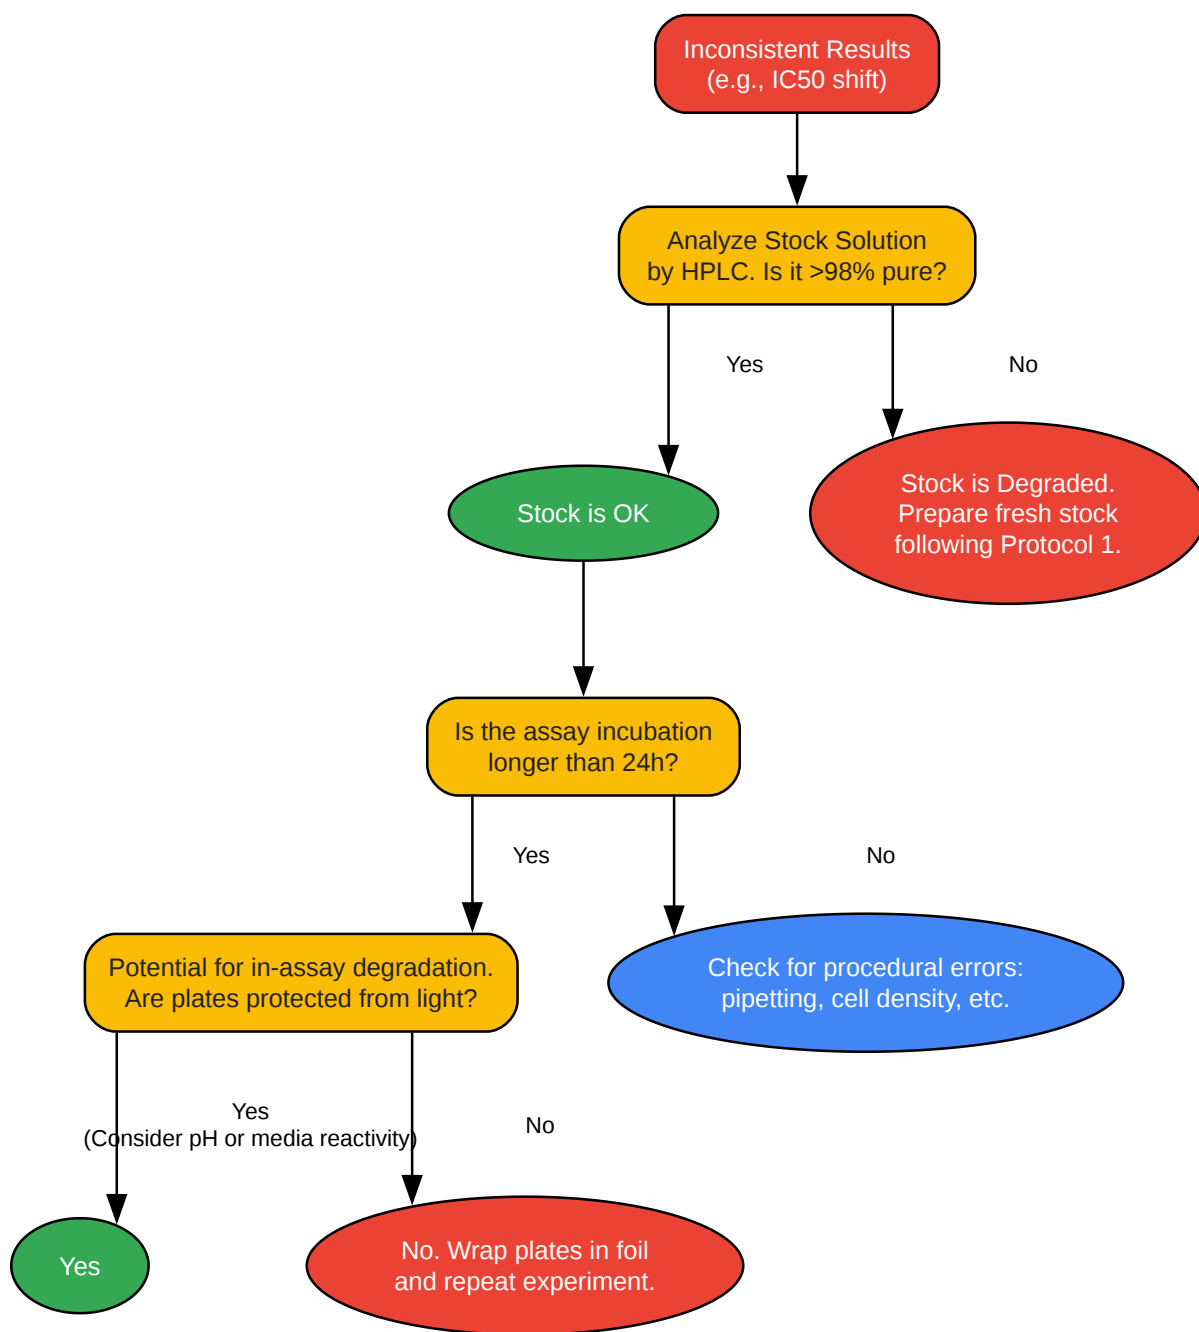 Inconsistent Results
(e.g., IC50 shift)
Analyze Stock Solution
by HPLC. Is it >98% pure?
Yes
No
Stock is OK
Stock is Degraded.
Prepare fresh stock
following Protocol 1.
Is the assay incubation
longer than 24h?
Yes
No
Potential for in-assay degradation.
Are plates protected from light?
Check for procedural errors:
pipetting, cell density, etc.
Yes
(Consider pH or media reactivity)
No
Yes
No. Wrap plates in foil
and repeat experiment.